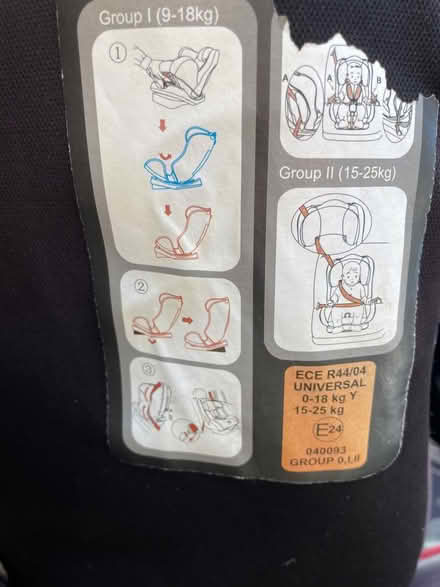 Group I (9-18kg)
①
②
③
A
B
Group II (15-25kg)
ECE R44/04
UNIVERSAL
0-18 kg Y
15-25 kg
E24
040093
GROUP 0,I,II